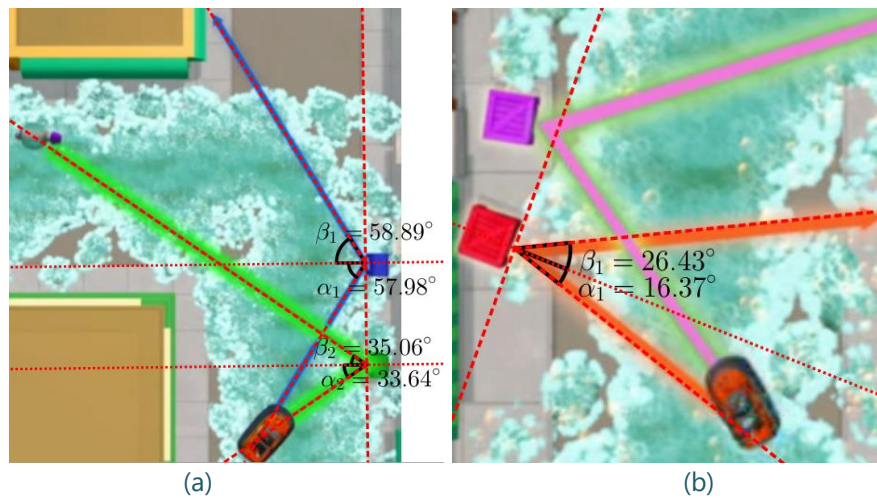 β₁ = 58.89°
α₁ = 57.98°
β₂ = 35.06°
α₂ = 33.64°
(a)
β₁ = 26.43°
α₁ = 16.37°
(b)